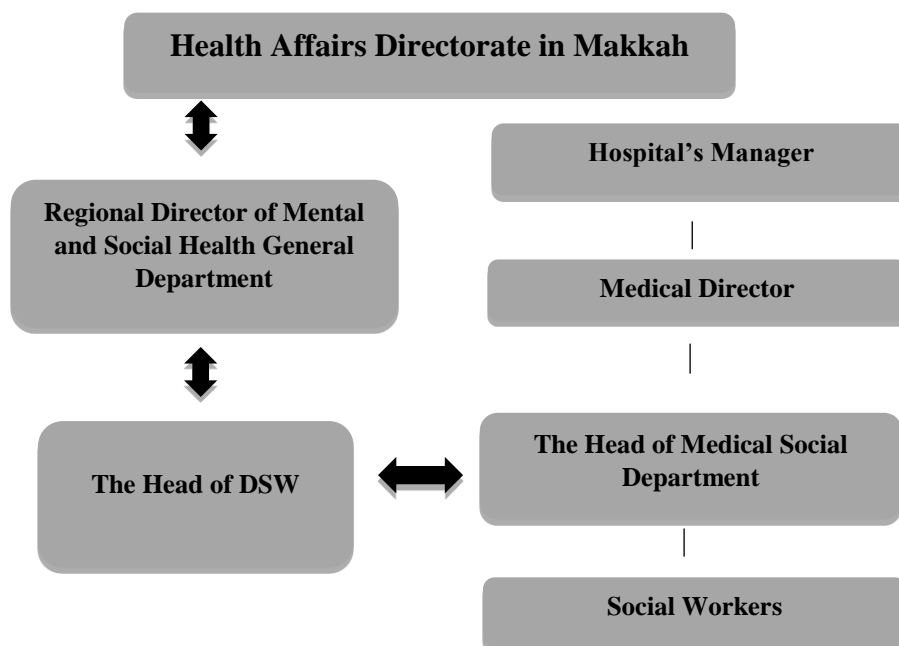 Health Affairs Directorate in Makkah
Hospital’s Manager
Regional Director of Mental
and Social Health General
Department
Medical Director
The Head of DSW
The Head of Medical Social
Department
Social Workers